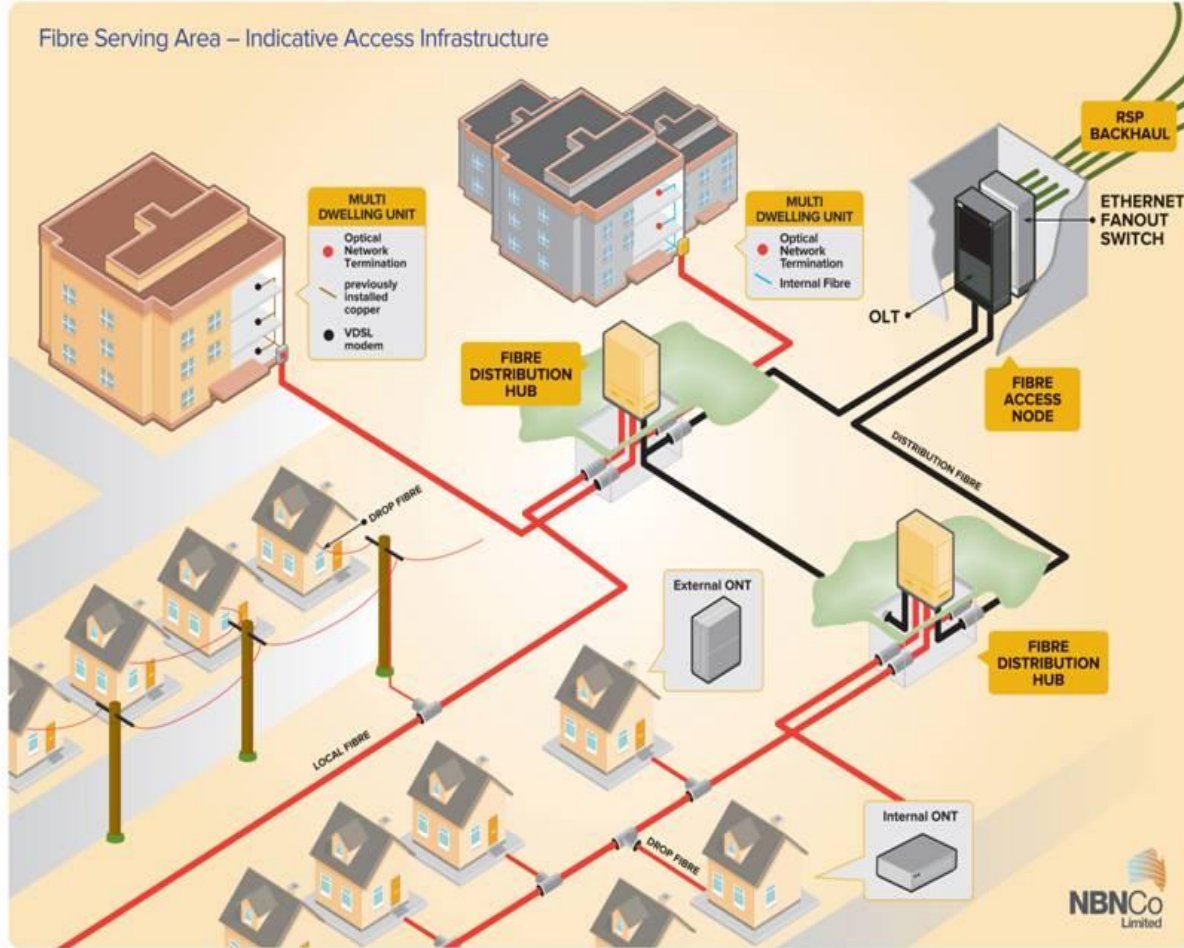 Fibre Serving Area – Indicative Access Infrastructure
RSP
BACKHAUL
ETHERNET
FANOUT
SWITCH
MULTI
DWELLING UNIT
Optical
Network
Termination
previously
installed
copper
VDSL
modem
MULTI
DWELLING UNIT
Optical
Network
Termination
Internal Fibre
OLT
FIBRE
DISTRIBUTION
HUB
FIBRE
ACCESS
NODE
DISTRIBUTION FIBRE
DROP FIBRE
External ONT
FIBRE
DISTRIBUTION
HUB
LOCAL FIBRE
Internal ONT
DROP FIBRE
NBNCo
Limited